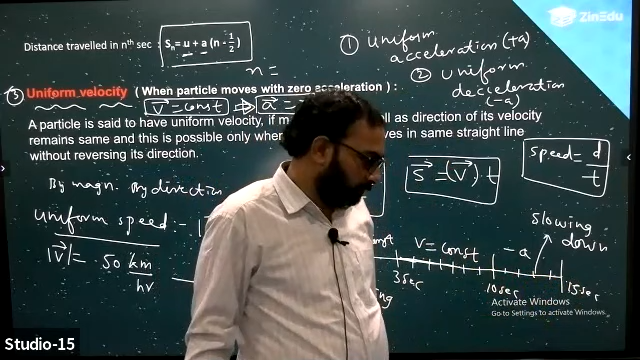 ZinEdu
Distance travelled in nth sec : Sn = u + a (n - 1/2)
n =
① Uniform acceleration (+a)
② Uniform decceleration (-a)
③ Uniform velocity ( When particle moves with zero acceleration ) :
v = const ⇒ a =
A particle is said to have uniform velocity, if m ll as direction of its velocity
remains same and this is possible only when ves in same straight line
without reversing its direction.
By magn. By direction
s = (v) . t
speed = d/t
Uniform speed -
|v| = 50 km/hr
v = const
-a
Slowing down
3sec
10sec
15sec
Activate Windows
Go to Settings to activate Windows.
Studio-15